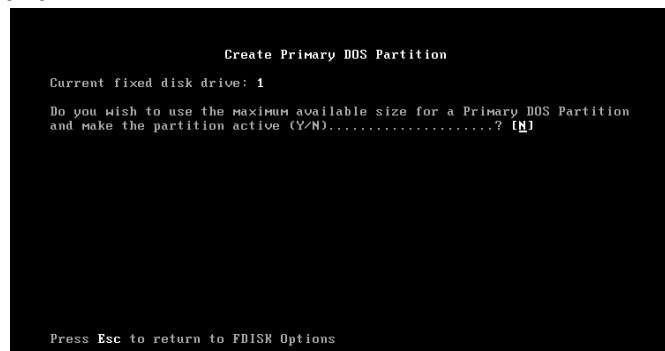 Create Primary DOS Partition
Current fixed disk drive: 1
Do you wish to use the maximum available size for a Primary DOS Partition
and make the partition active (Y/N).....................? [N]
Press Esc to return to FDISK Options